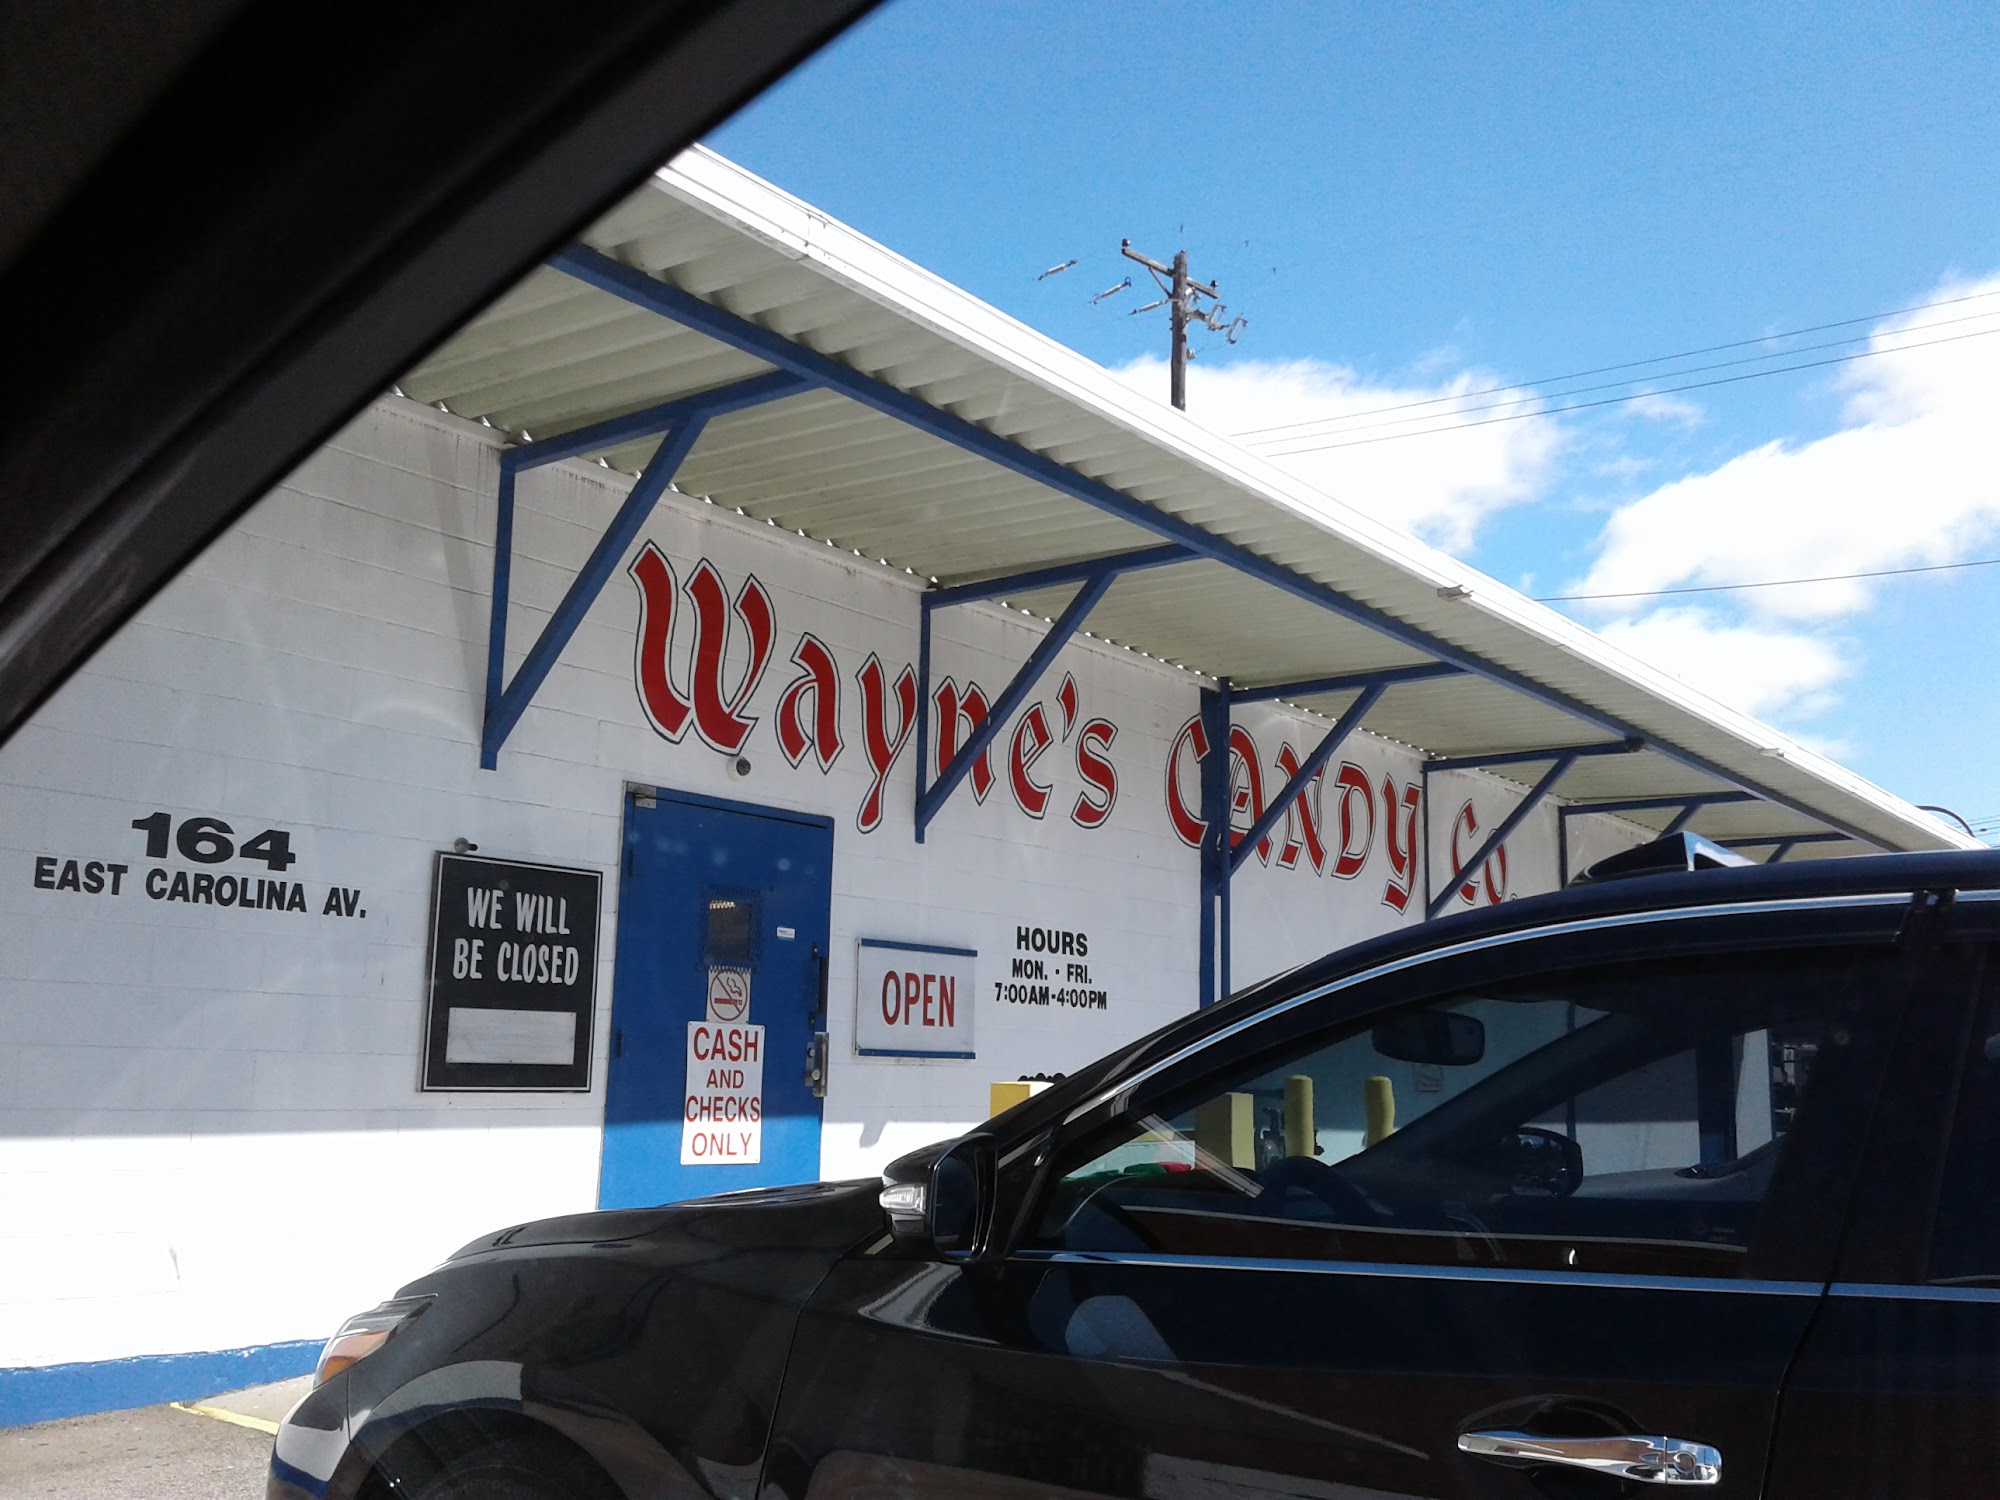 Wayne's CANDY Co.
164
EAST CAROLINA AV.
WE WILL
BE CLOSED
CASH
AND
CHECKS
ONLY
OPEN
HOURS
MON. - FRI.
7:00AM-4:00PM